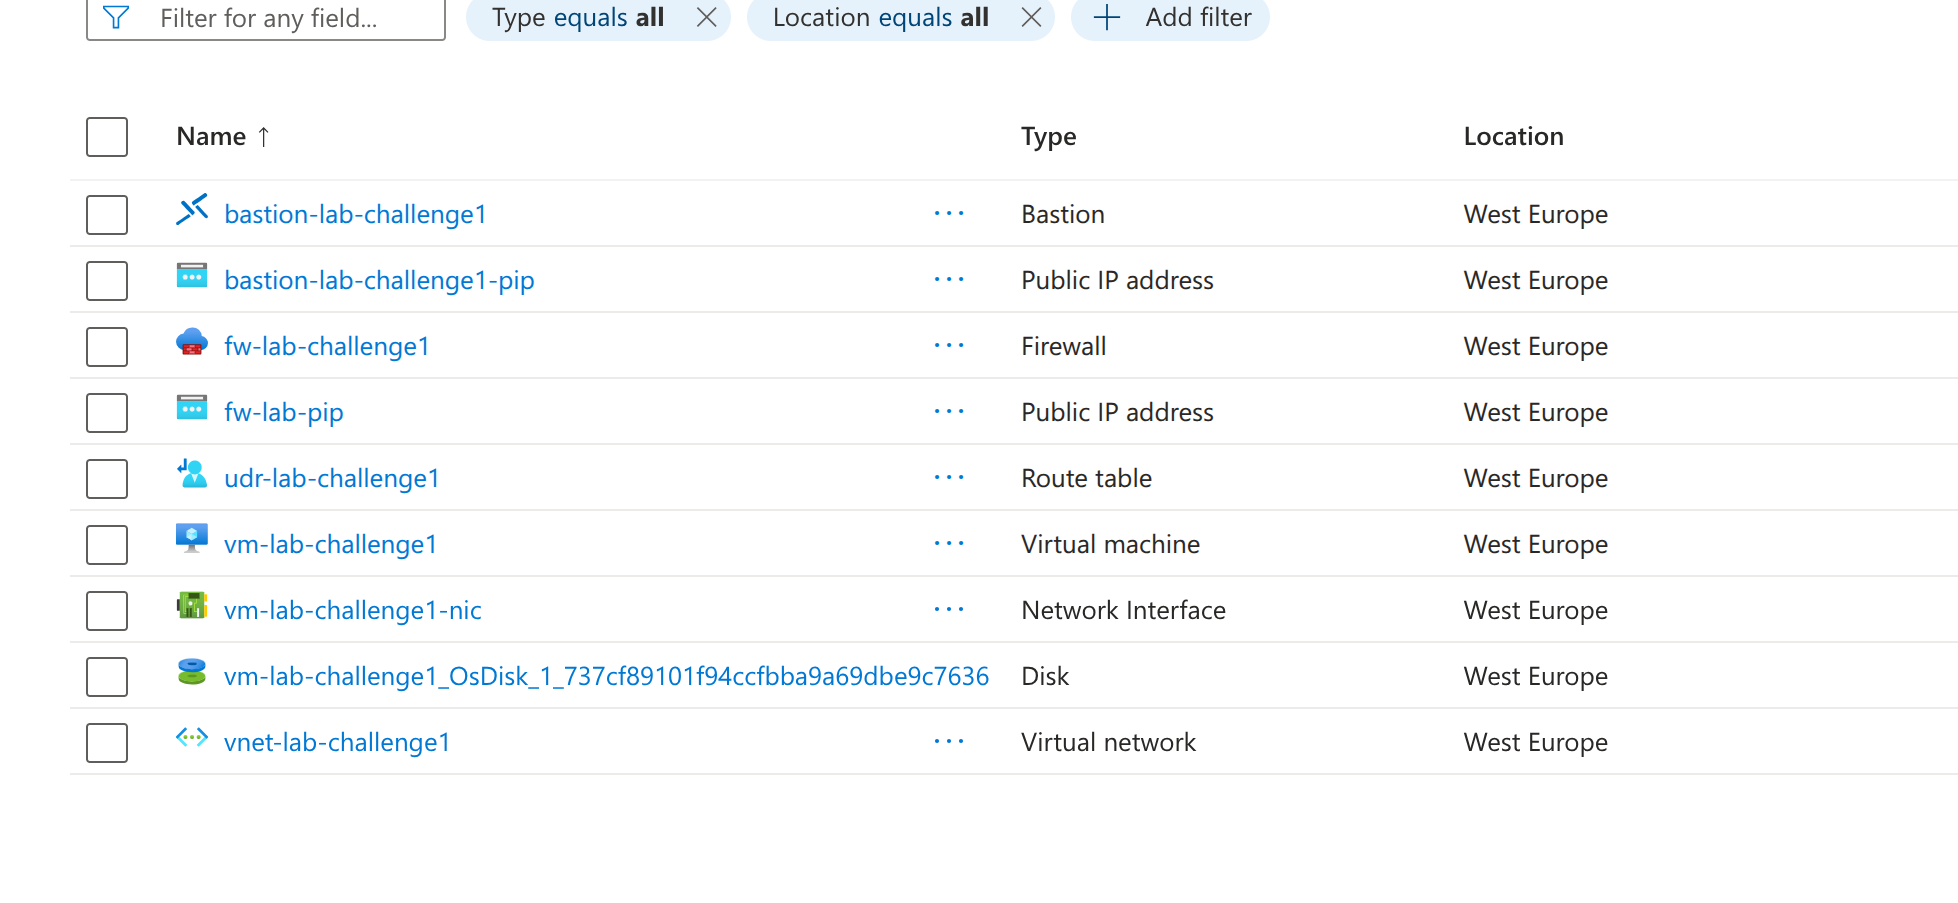 Filter for any field... Type equals all Location equals all Add filter
Name ↑ Type Location
bastion-lab-challenge1 ... Bastion West Europe
bastion-lab-challenge1-pip ... Public IP address West Europe
fw-lab-challenge1 ... Firewall West Europe
fw-lab-pip ... Public IP address West Europe
udr-lab-challenge1 ... Route table West Europe
vm-lab-challenge1 ... Virtual machine West Europe
vm-lab-challenge1-nic ... Network Interface West Europe
vm-lab-challenge1_OsDisk_1_737cf89101f94ccfbba9a69dbe9c7636 Disk West Europe
vnet-lab-challenge1 ... Virtual network West Europe